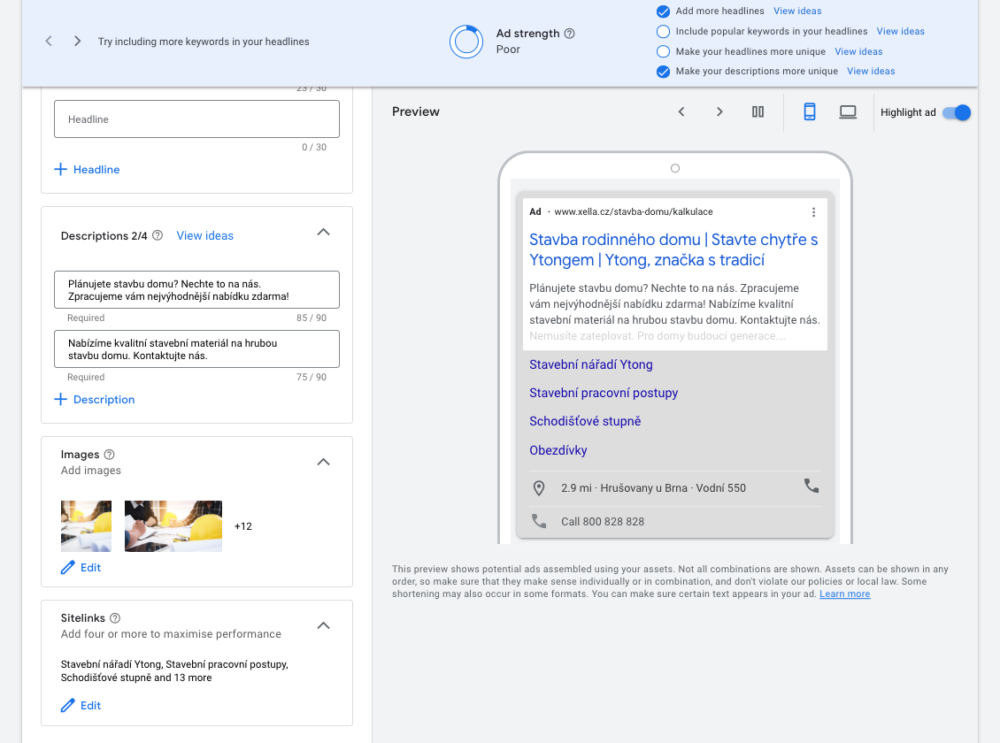 Try including more keywords in your headlines
Ad strength
Poor
Add more headlines View ideas
Include popular keywords in your headlines View ideas
Make your headlines more unique View ideas
Make your descriptions more unique View ideas
23 / 30
Headline
0 / 30
Headline
Descriptions 2/4 View ideas
Plánujete stavbu domu? Nechte to na nás.
Zpracujeme vám nejvýhodnější nabídku zdarma!
Required 85 / 90
Nabízíme kvalitní stavební materiál na hrubou
stavbu domu. Kontaktujte nás.
Required 75 / 90
Description
Images
Add images
+12
Edit
Sitelinks
Add four or more to maximise performance
Stavební nářadí Ytong, Stavební pracovní postupy,
Schodišťové stupně and 13 more
Edit
Preview
Highlight ad
Ad · www.xella.cz/stavba-domu/kalkulace
Stavba rodinného domu | Stavte chytře s
Ytongem | Ytong, značka s tradicí
Plánujete stavbu domu? Nechte to na nás. Zpracujeme
vám nejvýhodnější nabídku zdarma! Nabízíme kvalitní
stavební materiál na hrubou stavbu domu. Kontaktujte nás.
Nemusíte zateplovat. Pro domy budoucí generace....
Stavební nářadí Ytong
Stavební pracovní postupy
Schodišťové stupně
Obezdívky
2.9 mi · Hrušovany u Brna · Vodní 550
Call 800 828 828
This preview shows potential ads assembled using your assets. Not all combinations are shown. Assets can be shown in any
order, so make sure that they make sense individually or in combination, and don't violate our policies or local law. Some
shortening may also occur in some formats. You can make sure certain text appears in your ad. Learn more